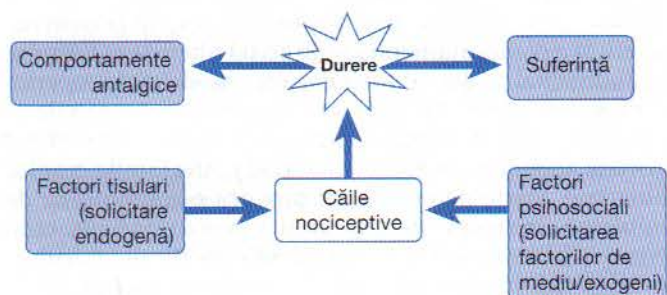 Comportamente
antalgice
Durere
Suferință
Factori tisulari
(solicitare
endogenă)
Căile
nociceptive
Factori
psihosociali
(solicitarea
factorilor de
mediu/exogeni)